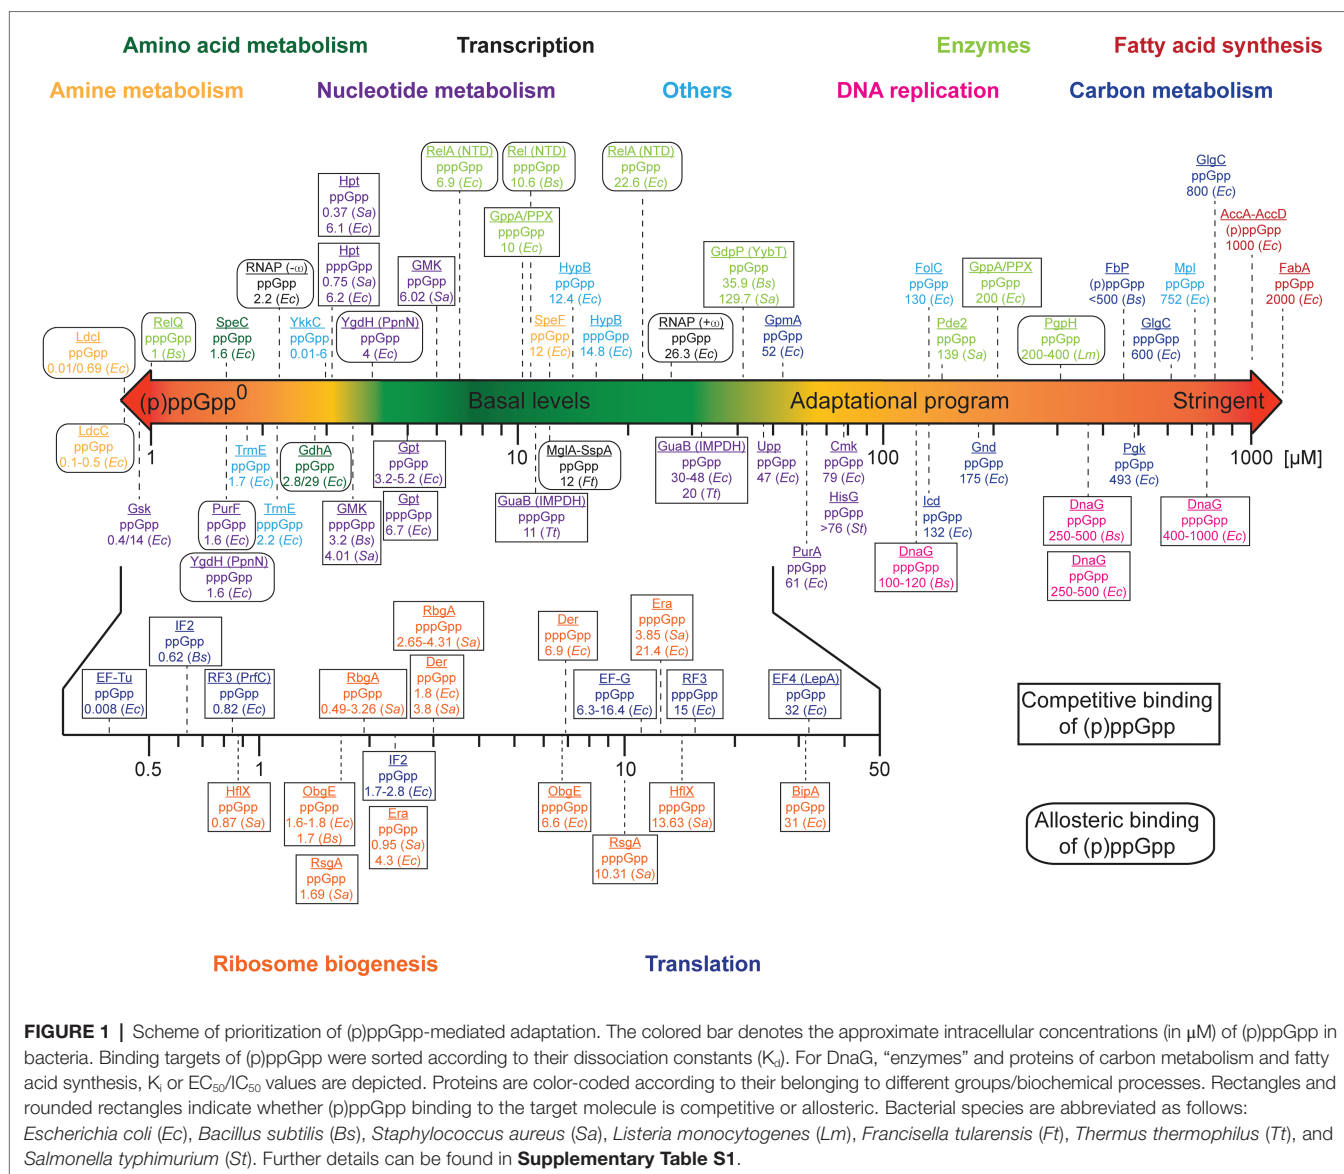 Amino acid metabolism
Transcription
Enzymes
Fatty acid synthesis
Amine metabolism
Nucleotide metabolism
Others
DNA replication
Carbon metabolism
RelA (NTD)
pppGpp
6.9 (Ec)
Rel (NTD)
pppGpp
10.6 (Bs)
RelA (NTD)
pppGpp
22.6 (Ec)
GlgC
ppGpp
800 (Ec)
Hpt
ppGpp
0.37 (Sa)
6.1 (Ec)
GppA/PPX
pppGpp
10 (Ec)
AccA-AccD
(p)ppGpp
1000 (Ec)
Hpt
pppGpp
0.75 (Sa)
6.2 (Ec)
GdpP (YybT)
ppGpp
35.9 (Bs)
129.7 (Sa)
RNAP (-∞)
ppGpp
2.2 (Ec)
GMK
ppGpp
6.02 (Sa)
HypB
ppGpp
12.4 (Ec)
FolC
ppGpp
130 (Ec)
GppA/PPX
ppGpp
200 (Ec)
FbP
(p)ppGpp
<500 (Bs)
Mpl
ppGpp
752 (Ec)
FabA
ppGpp
2000 (Ec)
LdcI
ppGpp
0.01/0.69 (Ec)
RelQ
pppGpp
1 (Bs)
SpeC
ppGpp
1.6 (Ec)
YkkC
ppGpp
0.01-6
YgdH (PpnN)
ppGpp
4 (Ec)
SpeF
ppGpp
12 (Ec)
HypB
pppGpp
14.8 (Ec)
RNAP (+∞)
ppGpp
26.3 (Ec)
GpmA
ppGpp
52 (Ec)
Pde2
ppGpp
139 (Sa)
PgpH
ppGpp
200-400 (Lm)
GlgC
pppGpp
600 (Ec)
(p)ppGpp0
Basal levels
Adaptational program
Stringent
1
10
100
1000 [µM]
LdcC
ppGpp
0.1-0.5 (Ec)
TrmE
ppGpp
1.7 (Ec)
GdhA
ppGpp
2.8/29 (Ec)
Gpt
ppGpp
3.2-5.2 (Ec)
MglA-SspA
ppGpp
12 (Ft)
GuaB (IMPDH)
ppGpp
30-48 (Ec)
20 (Tt)
Upp
ppGpp
47 (Ec)
Cmk
ppGpp
79 (Ec)
Gnd
ppGpp
175 (Ec)
Pgk
ppGpp
493 (Ec)
Gsk
ppGpp
0.4/14 (Ec)
PurF
ppGpp
1.6 (Ec)
TrmE
pppGpp
2.2 (Ec)
GMK
pppGpp
3.2 (Bs)
4.01 (Sa)
Gpt
pppGpp
6.7 (Ec)
GuaB (IMPDH)
pppGpp
11 (Tt)
HisG
ppGpp
>76 (St)
Icd
ppGpp
132 (Ec)
DnaG
ppGpp
250-500 (Bs)
DnaG
pppGpp
400-1000 (Ec)
YgdH (PpnN)
pppGpp
1.6 (Ec)
PurA
ppGpp
61 (Ec)
DnaG
pppGpp
100-120 (Bs)
DnaG
ppGpp
250-500 (Ec)
RbgA
pppGpp
2.65-4.31 (Sa)
Era
pppGpp
3.85 (Sa)
21.4 (Ec)
IF2
ppGpp
0.62 (Bs)
Der
pppGpp
6.9 (Ec)
Der
ppGpp
1.8 (Ec)
3.8 (Sa)
EF-Tu
ppGpp
0.008 (Ec)
RF3 (PrfC)
ppGpp
0.82 (Ec)
RbgA
ppGpp
0.49-3.26 (Sa)
EF-G
ppGpp
6.3-16.4 (Ec)
RF3
pppGpp
15 (Ec)
EF4 (LepA)
ppGpp
32 (Ec)
Competitive binding
of (p)ppGpp
0.5
1
10
50
IF2
ppGpp
1.7-2.8 (Ec)
HflX
ppGpp
0.87 (Sa)
ObgE
ppGpp
1.6-1.8 (Ec)
1.7 (Bs)
Era
ppGpp
0.95 (Sa)
4.3 (Ec)
ObgE
pppGpp
6.6 (Ec)
HflX
pppGpp
13.63 (Sa)
BipA
ppGpp
31 (Ec)
RsgA
ppGpp
1.69 (Sa)
RsgA
pppGpp
10.31 (Sa)
Allosteric binding
of (p)ppGpp
Ribosome biogenesis
Translation
FIGURE 1 | Scheme of prioritization of (p)ppGpp-mediated adaptation. The colored bar denotes the approximate intracellular concentrations (in µM) of (p)ppGpp in
bacteria. Binding targets of (p)ppGpp were sorted according to their dissociation constants (Kd). For DnaG, “enzymes” and proteins of carbon metabolism and fatty
acid synthesis, Ki or EC50/IC50 values are depicted. Proteins are color-coded according to their belonging to different groups/biochemical processes. Rectangles and
rounded rectangles indicate whether (p)ppGpp binding to the target molecule is competitive or allosteric. Bacterial species are abbreviated as follows:
Escherichia coli (Ec), Bacillus subtilis (Bs), Staphylococcus aureus (Sa), Listeria monocytogenes (Lm), Francisella tularensis (Ft), Thermus thermophilus (Tt), and
Salmonella typhimurium (St). Further details can be found in Supplementary Table S1.